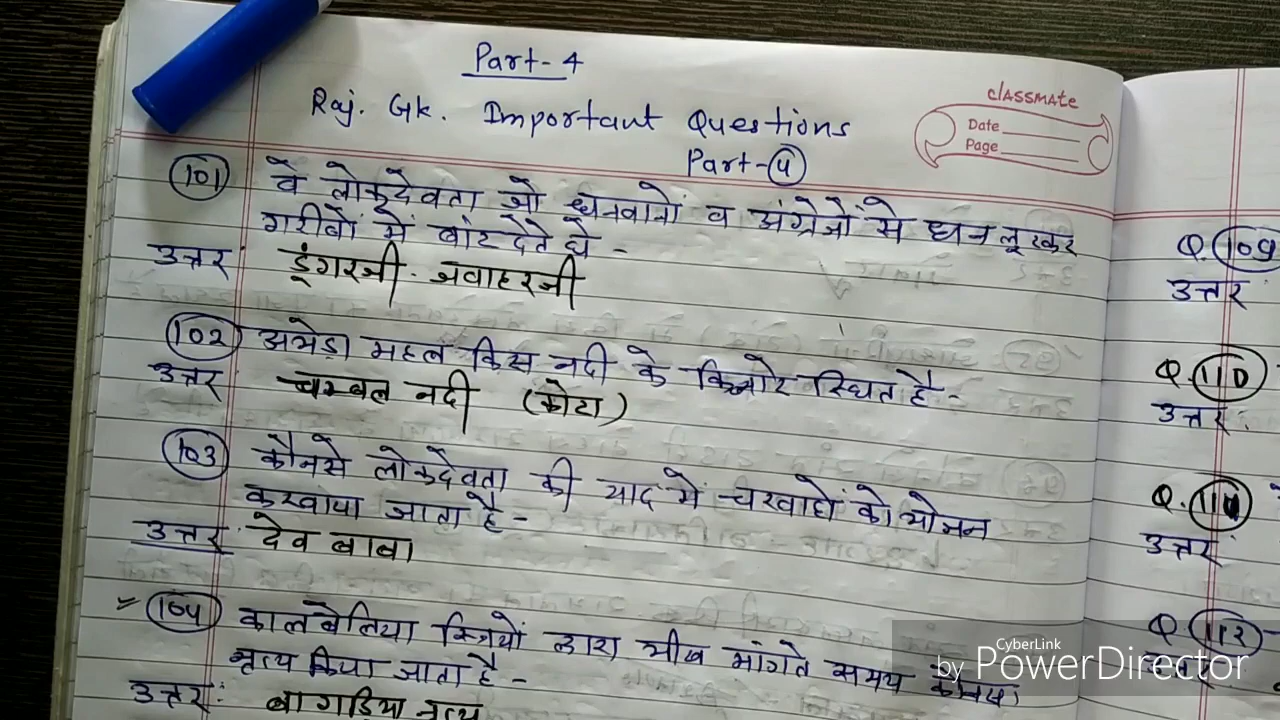 Part-4
Raj. Gk. Important Questions
Part-4
classmate
Date
Page
101 वे लोकदेवता जो धनवानों व अंग्रेजों से धन लूटकर
गरीबों में बांट देते थे -
उत्तर डूंगरजी - जवाहरजी
102 अभेडा महल किस नदी के किनारे स्थित है -
उत्तर चम्बल नदी (कोटा)
103 कौनसे लोकदेवता की याद में चरवाहों को भोजन
करवाया जाता है -
उत्तर देव बाबा
104 कालबेलिया स्त्रियों द्वारा भीख मांगते समय कौनसा
नृत्य किया जाता है -
उत्तर: बागड़िया नृत्य
Q. 109
उत्तर
Q. 110
उत्तर:
Q. 111
उत्तर
Q 112
उत्तर
CyberLink
by PowerDirector